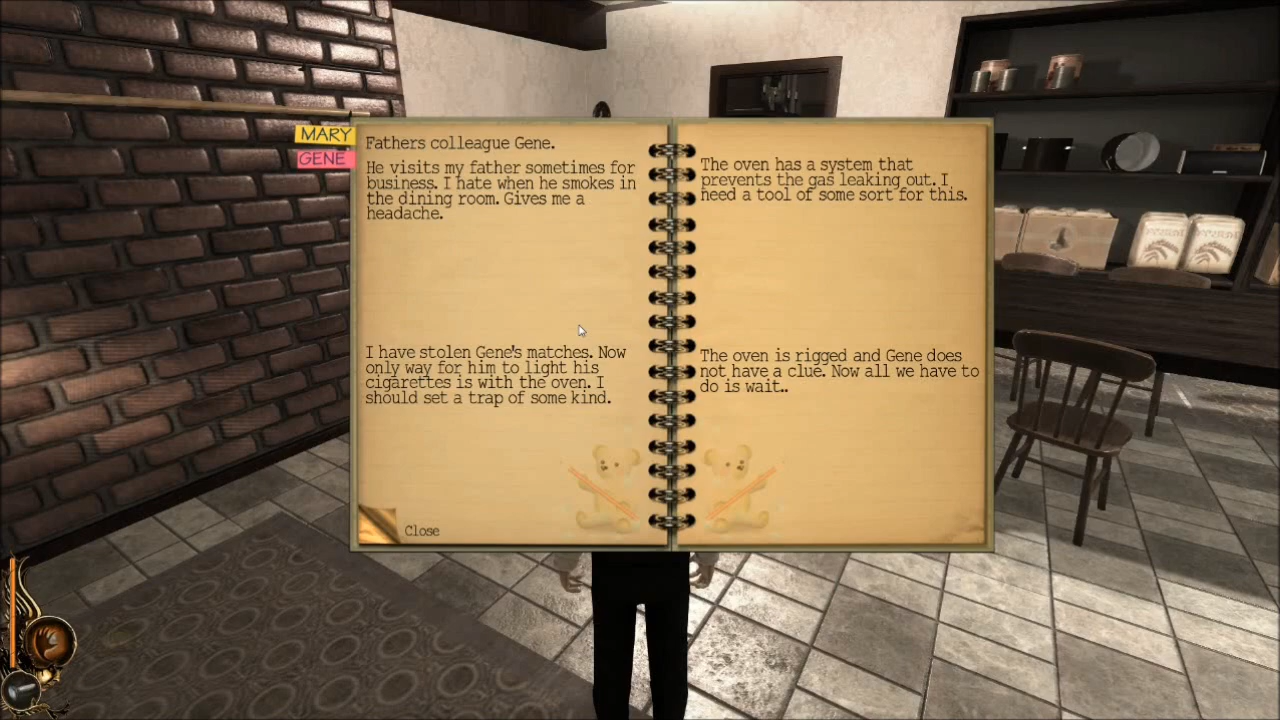 MARY
GENE
Fathers colleague Gene.
He visits my father sometimes for
business. I hate when he smokes in
the dining room. Gives me a
headache.
I have stolen Gene's matches. Now
only way for him to light his
cigarettes is with the oven. I
should set a trap of some kind.
Close
The oven has a system that
prevents the gas leaking out. I
need a tool of some sort for this.
The oven is rigged and Gene does
not have a clue. Now all we have to
do is wait..